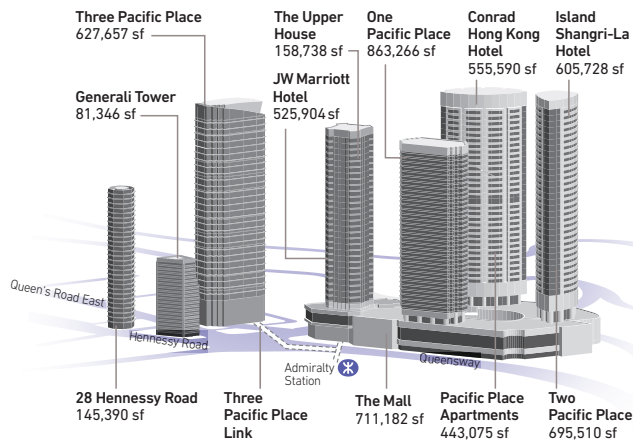 Three Pacific Place
627,657 sf
The Upper
House
158,738 sf
One
Pacific Place
863,266 sf
Conrad
Hong Kong
Hotel
555,590 sf
Island
Shangri-La
Hotel
605,728 sf
Generali Tower
81,346 sf
JW Marriott
Hotel
525,904 sf
Queen's Road East
Hennessy Road
Admiralty
Station
Queensway
28 Hennessy Road
145,390 sf
Three
Pacific Place
Link
The Mall
711,182 sf
Pacific Place
Apartments
443,075 sf
Two
Pacific Place
695,510 sf